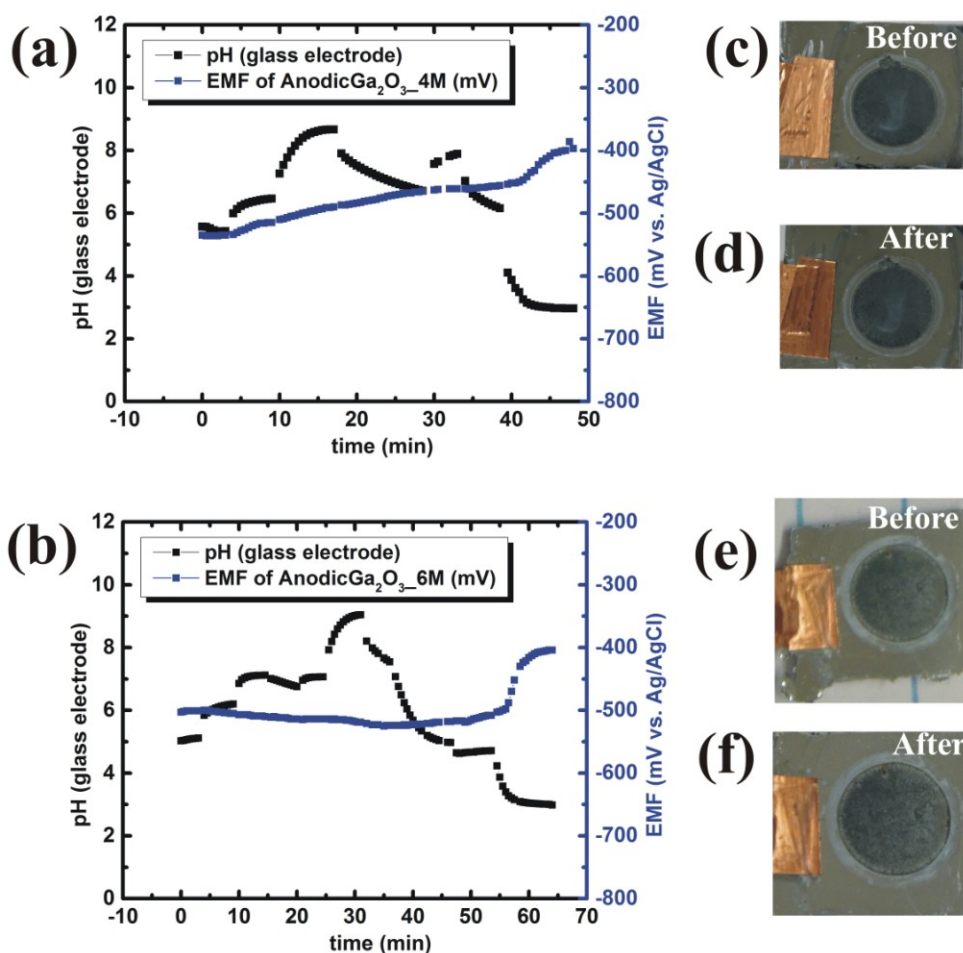 (a)
12
10
8
6
4
2
0
pH (glass electrode)
pH (glass electrode)
EMF of AnodicGa₂O₃_4M (mV)
-200
-300
-400
-500
-600
-700
-800
EMF (mV vs. Ag/AgCl)
-10 0 10 20 30 40 50
time (min)
(c)
Before
(d)
After
(b)
12
10
8
6
4
2
0
pH (glass electrode)
pH (glass electrode)
EMF of AnodicGa₂O₃_6M (mV)
-200
-300
-400
-500
-600
-700
-800
EMF (mV vs. Ag/AgCl)
-10 0 10 20 30 40 50 60 70
time (min)
(e)
Before
(f)
After